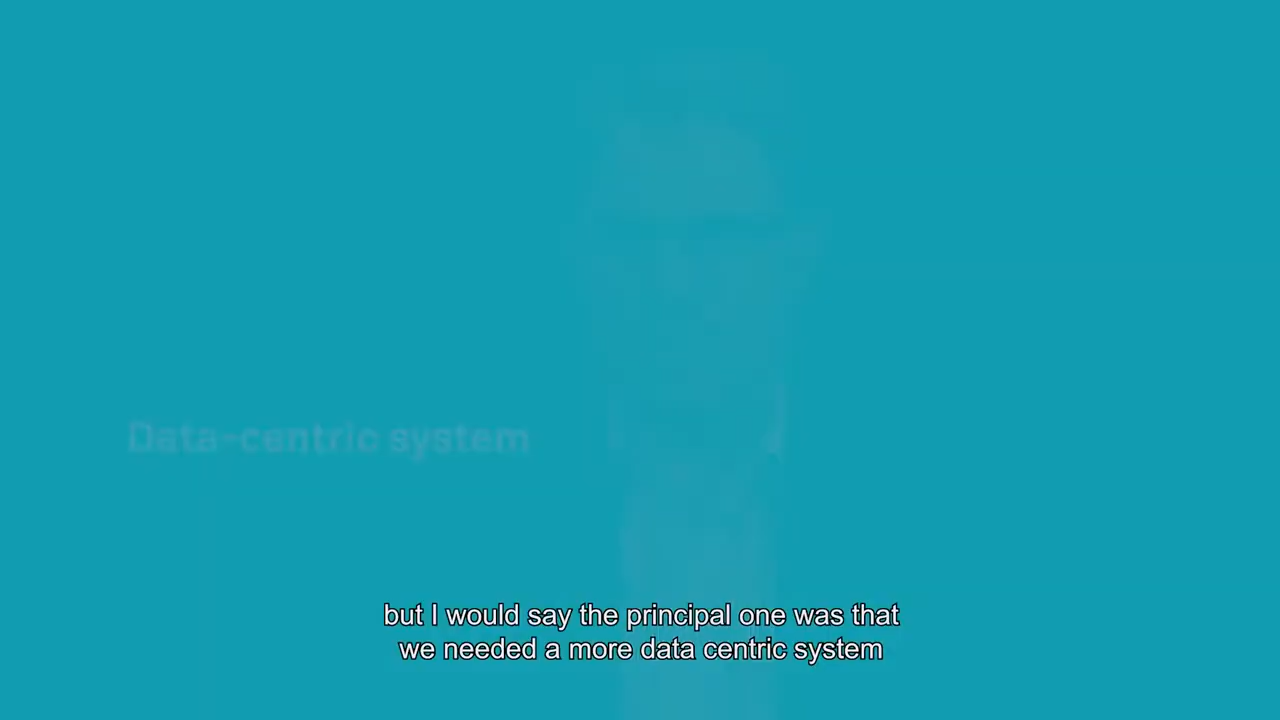 Data-centric system
but I would say the principal one was that
we needed a more data centric system